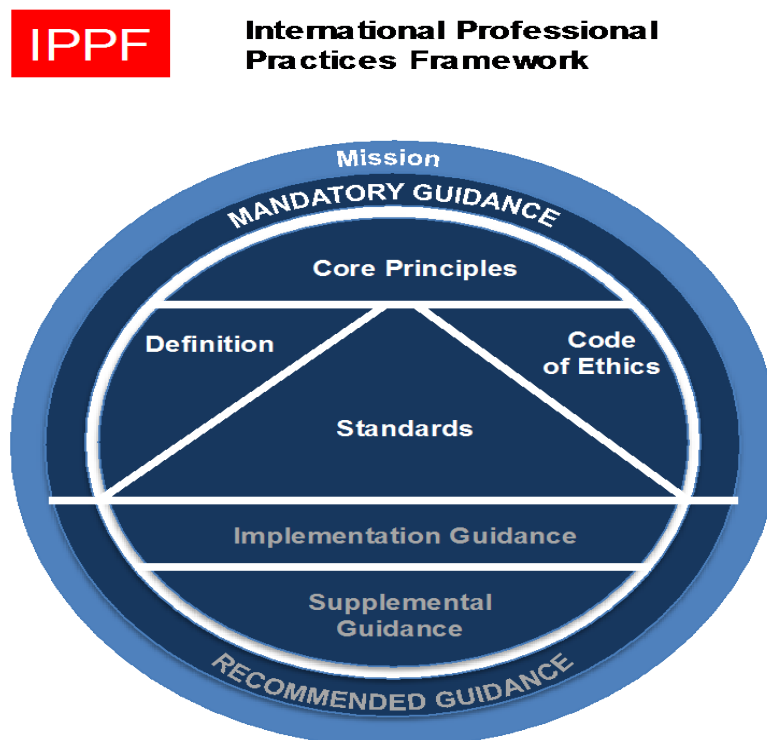 IPPF
International Professional
Practices Framework
Mission
MANDATORY GUIDANCE
Core Principles
Definition
Code
of Ethics
Standards
Implementation Guidance
Supplemental
Guidance
RECOMMENDED GUIDANCE